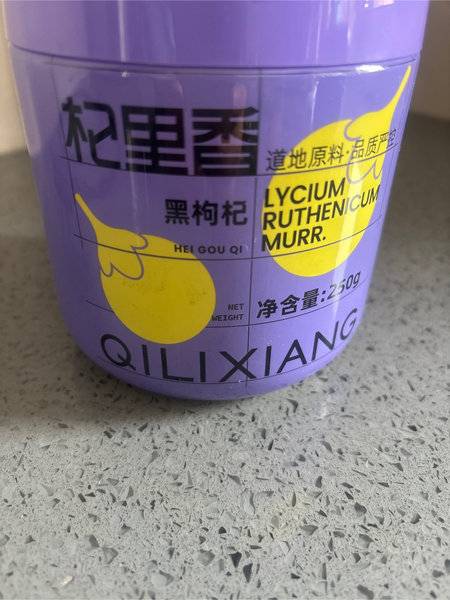 杞里香
道地原料·品质严控
黑枸杞
HEI GOU QI
LYCIUM
RUTHENICUM
MURR.
NET
WEIGHT
净含量:250g
QILIXIANG